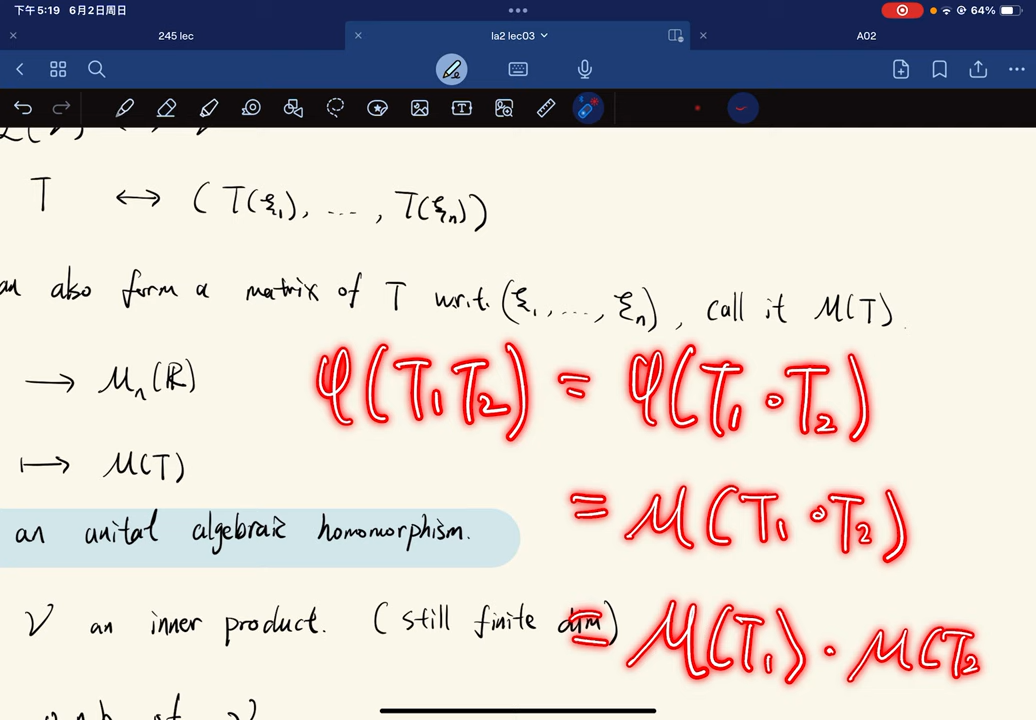 下午5:19 6月2日周日
64%
245 lec
la2 lec03
A02
T ↔ (T(ξ₁), ..., T(ξₙ))
an also form a matrix of T w.r.t. (ξ₁, ..., ξₙ), call it M(T).
→ Mₙ(ℝ)
φ(T₁T₂) = φ(T₁∘T₂)
↦ M(T)
= M(T₁∘T₂)
an unital algebraic homomorphism.
V an inner product. (still finite dim)
= M(T₁) · M(T₂